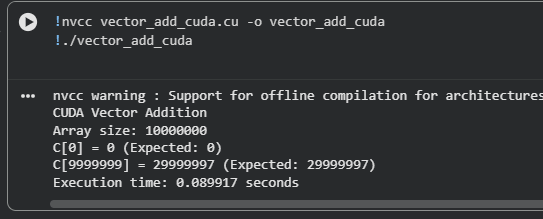 !nvcc vector_add_cuda.cu -o vector_add_cuda
!./vector_add_cuda
nvcc warning : Support for offline compilation for architectures
CUDA Vector Addition
Array size: 10000000
C[0] = 0 (Expected: 0)
C[9999999] = 29999997 (Expected: 29999997)
Execution time: 0.089917 seconds